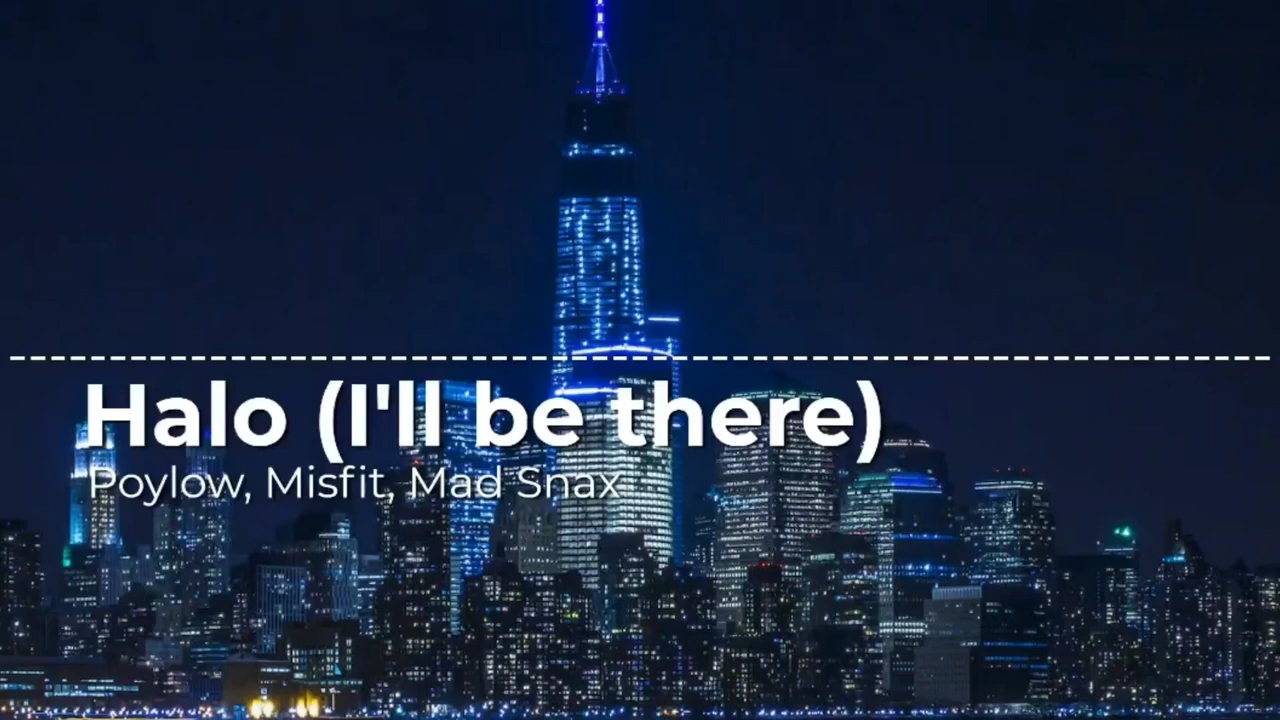 Halo (I'll be there)
Poylow, Misfit, Mad Snax